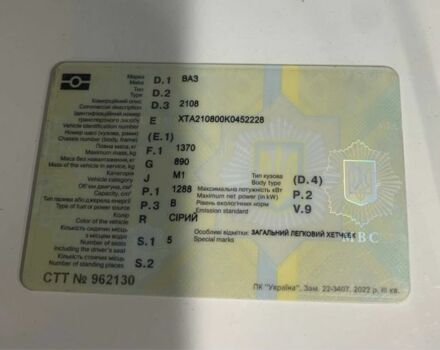 Марка
Make D.1 ВАЗ
Тип
Type D.2
Комерційний опис
Commercial description D.3 2108
Ідентифікаційний номер
транспортного засобу E XTA210800K0452228
Vehicle identification number
Номер шасі (кузова, рами)
Chassis number (body, frame) (E.1)
Повна маса, кг
Maximum mass, kg F.1 1370
Маса без навантаження, кг
Mass of the vehicle in service, kg G 890
Категорія
Vehicle category J M1
Тип кузова
Body type (D.4)
Об'єм двигуна, см³
Capacity, cm³ P.1 1288
Максимальна потужність кВт
Maximum net power (in kW) P.2
Тип палива або джерела енергії
Type of fuel or power source P.3 B
Рівень екологічних норм
Emission standard V.9
Колір
Color of the vehicle R СІРИЙ
Кількість сидячих місць
з місцем водія
Number of seats S.1 5
including the driver's seat
Особливі відмітки: ЗАГАЛЬНИЙ ЛЕГКОВИЙ ХЕТЧБЕК
Special marks
Кількість стоячих місць
Number of standing places S.2
МВС
СТТ № 962130
ПК "Україна", Зам. 22-3407, 2022 р, III кв.